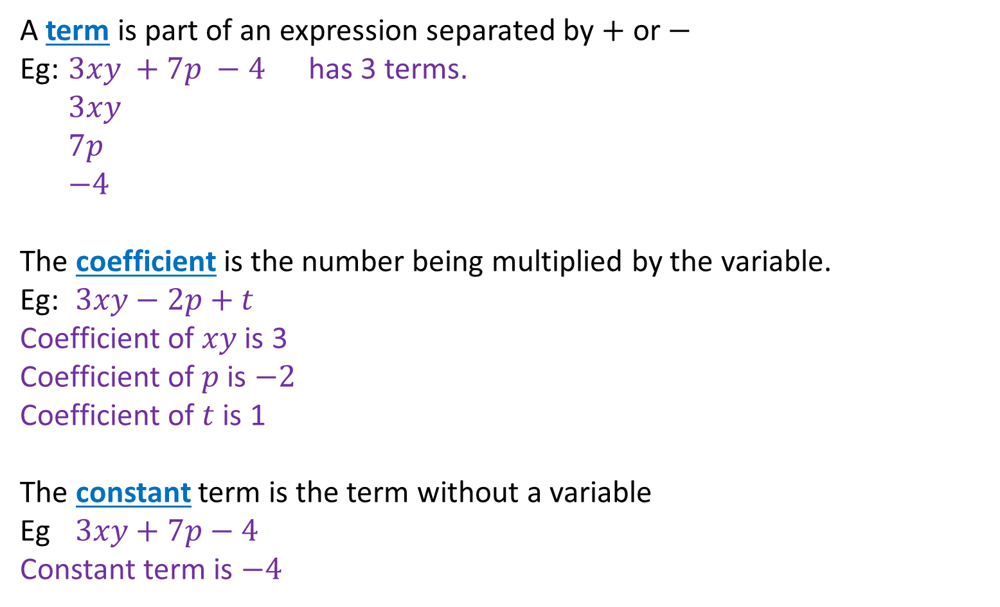 A term is part of an expression separated by + or −
Eg: 3xy + 7p − 4 has 3 terms.
3xy
7p
−4
The coefficient is the number being multiplied by the variable.
Eg: 3xy − 2p + t
Coefficient of xy is 3
Coefficient of p is −2
Coefficient of t is 1
The constant term is the term without a variable
Eg 3xy + 7p − 4
Constant term is −4